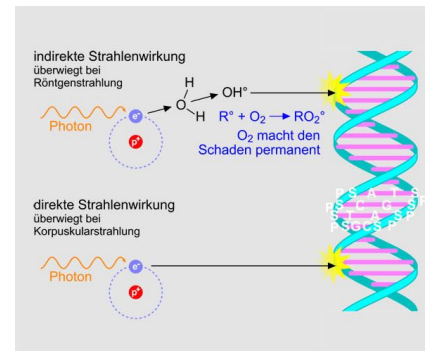 indirekte Strahlenwirkung
überwiegt bei
Röntgenstrahlung
Photon
e⁻
p⁺
H
O
H
OH°
R° + O₂ → RO₂°
O₂ macht den
Schaden permanent
direkte Strahlenwirkung
überwiegt bei
Korpuskularstrahlung
Photon
e⁻
p⁺
P S A T S
S C G S P
S T A S P
P S G C S P